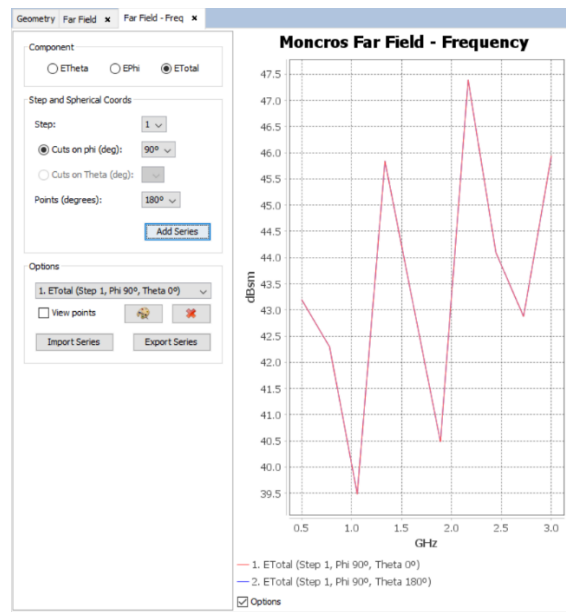 Geometry Far Field × Far Field - Freq ×
Component
ETheta EPhi ETotal
Step and Spherical Coords
Step: 1
Cuts on phi (deg): 90º
Cuts on Theta (deg):
Points (degrees): 180º
Add Series
Options
1. ETotal (Step 1, Phi 90º, Theta 0º)
View points
Import Series Export Series
Moncros Far Field - Frequency
47.5
47.0
46.5
46.0
45.5
45.0
44.5
44.0
43.5
43.0
42.5
42.0
41.5
41.0
40.5
40.0
39.5
dBsm
0.5 1.0 1.5 2.0 2.5 3.0
GHz
1. ETotal (Step 1, Phi 90º, Theta 0º)
2. ETotal (Step 1, Phi 90º, Theta 180º)
Options